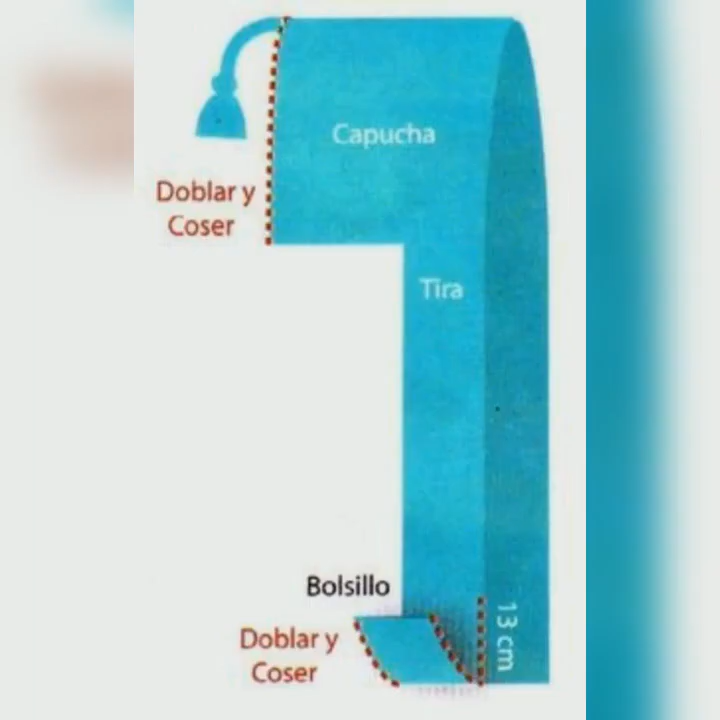 Capucha
Doblar y
Coser
Tira
Bolsillo
Doblar y
Coser
13 cm